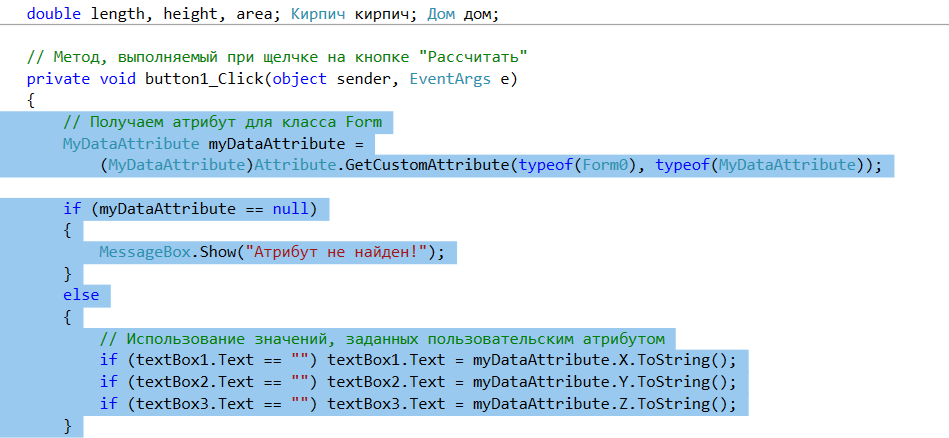 double length, height, area; Кирпич кирпич; Дом дом;
// Метод, выполняемый при щелчке на кнопке "Рассчитать"
private void button1_Click(object sender, EventArgs e)
{
// Получаем атрибут для класса Form
MyDataAttribute myDataAttribute =
(MyDataAttribute)Attribute.GetCustomAttribute(typeof(Form0), typeof(MyDataAttribute));
if (myDataAttribute == null)
{
MessageBox.Show("Атрибут не найден!");
}
else
{
// Использование значений, заданных пользовательским атрибутом
if (textBox1.Text == "") textBox1.Text = myDataAttribute.X.ToString();
if (textBox2.Text == "") textBox2.Text = myDataAttribute.Y.ToString();
if (textBox3.Text == "") textBox3.Text = myDataAttribute.Z.ToString();
}